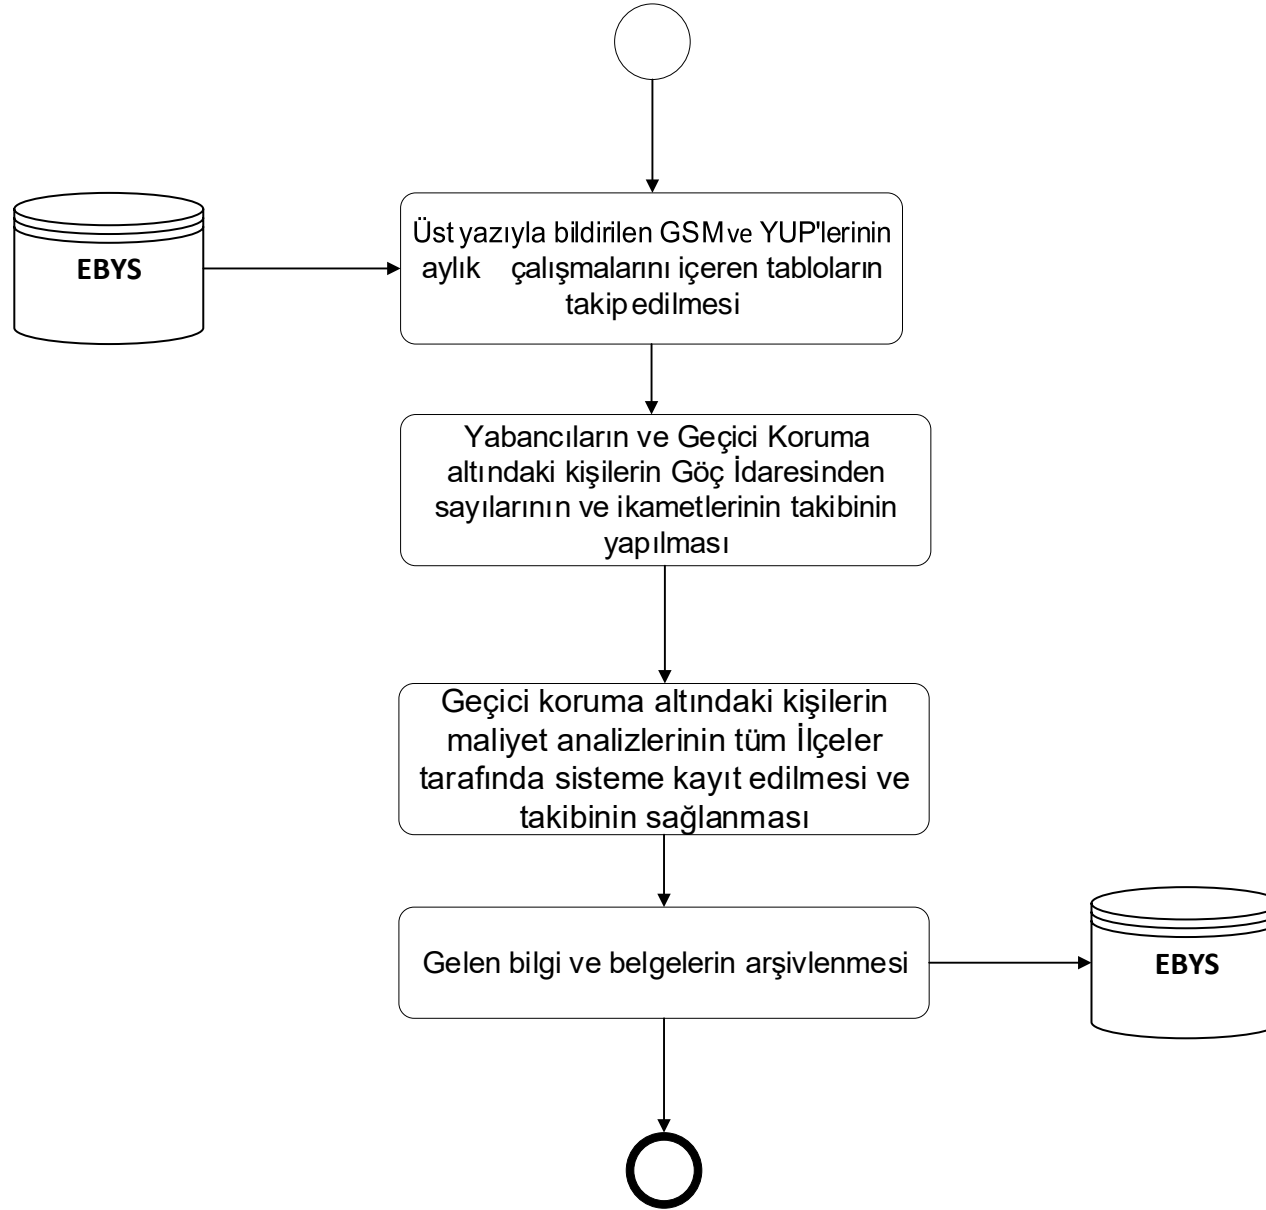 EBYS
Üst yazıyla bildirilen GSM ve YUP'lerinin
aylık çalışmalarını içeren tabloların
takip edilmesi
Yabancıların ve Geçici Koruma
altındaki kişilerin Göç İdaresinden
sayılarının ve ikametlerinin takibinin
yapılması
Geçici koruma altındaki kişilerin
maliyet analizlerinin tüm İlçeler
tarafında sisteme kayıt edilmesi ve
takibinin sağlanması
Gelen bilgi ve belgelerin arşivlenmesi
EBYS